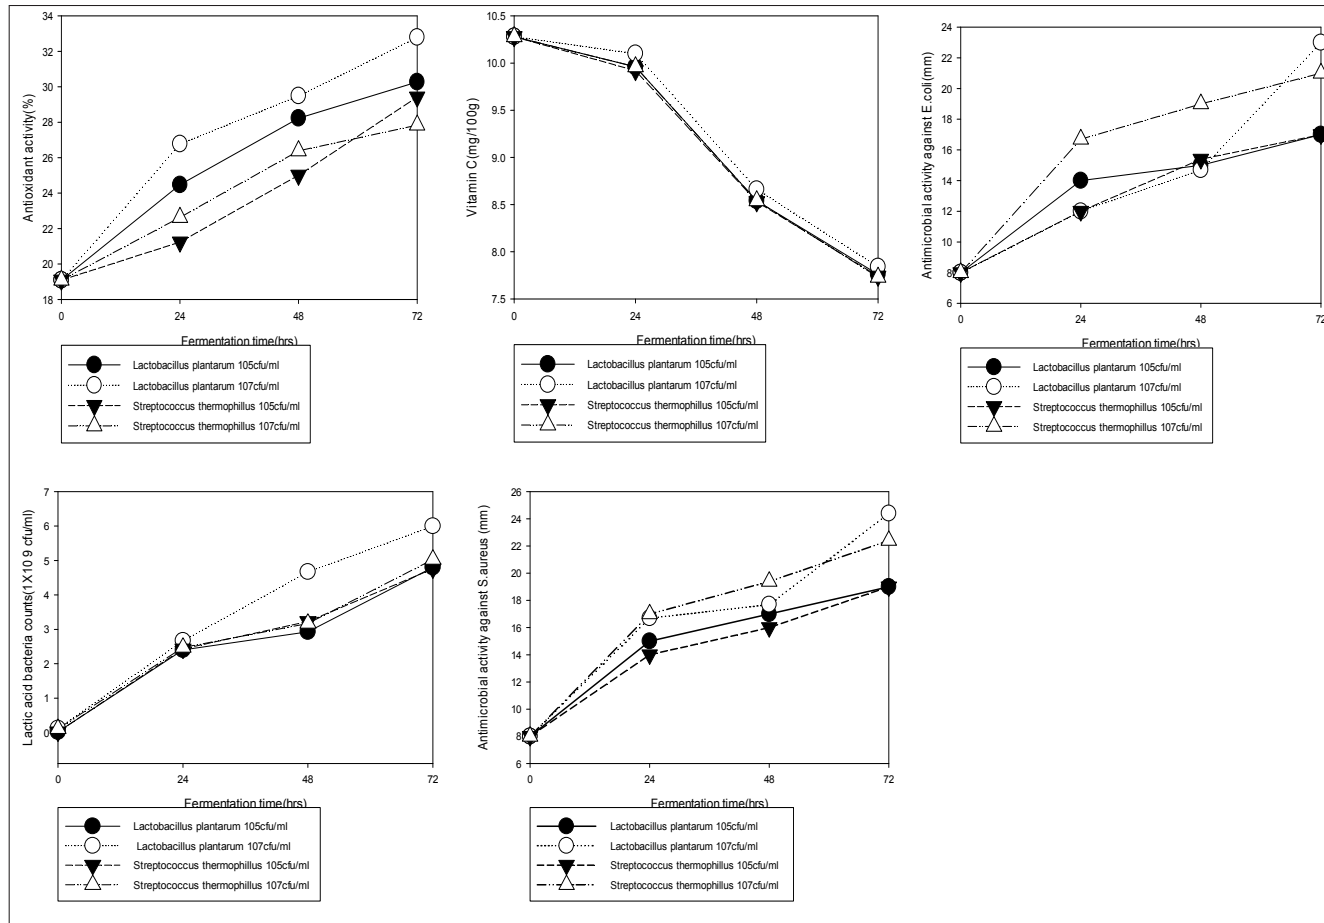 Antioxidant activity(%)
34
32
30
28
26
24
22
20
18
0
24
48
72
Fermentation time(hrs)
Lactobacillus plantarum 105cfu/ml
Lactobacillus plantarum 107cfu/ml
Streptococcus thermophillus 105cfu/ml
Streptococcus thermophillus 107cfu/ml
Vitamin C(mg/100g)
10.5
10.0
9.5
9.0
8.5
8.0
7.5
0
24
48
72
Fermentation time(hrs)
Lactobacillus plantarum 105cfu/ml
Lactobacillus plantarum 107cfu/ml
Streptococcus thermophillus 105cfu/ml
Streptococcus thermophillus 107cfu/ml
Antimicrobial activity against E.coli(mm)
24
22
20
18
16
14
12
10
8
6
0
24
48
72
Fermentation time(hrs)
Lactobacillus plantarum 105cfu/ml
Lactobacillus plantarum 107cfu/ml
Streptococcus thermophillus 105cfu/ml
Streptococcus thermophillus 107cfu/ml
Lactic acid bacteria counts(1X10 9 cfu/ml)
7
6
5
4
3
2
1
0
0
24
48
72
Fermentation time(hrs)
Lactobacillus plantarum 105cfu/ml
Lactobacillus plantarum 107cfu/ml
Streptococcus thermophillus 105cfu/ml
Streptococcus thermophillus 107cfu/ml
Antimicrobial activity against S.aureus (mm)
26
24
22
20
18
16
14
12
10
8
6
0
24
48
72
Fermentation time(hrs)
Lactobacillus plantarum 105cfu/ml
Lactobacillus plantarum 107cfu/ml
Streptococcus thermophillus 105cfu/ml
Streptococcus thermophillus 107cfu/ml